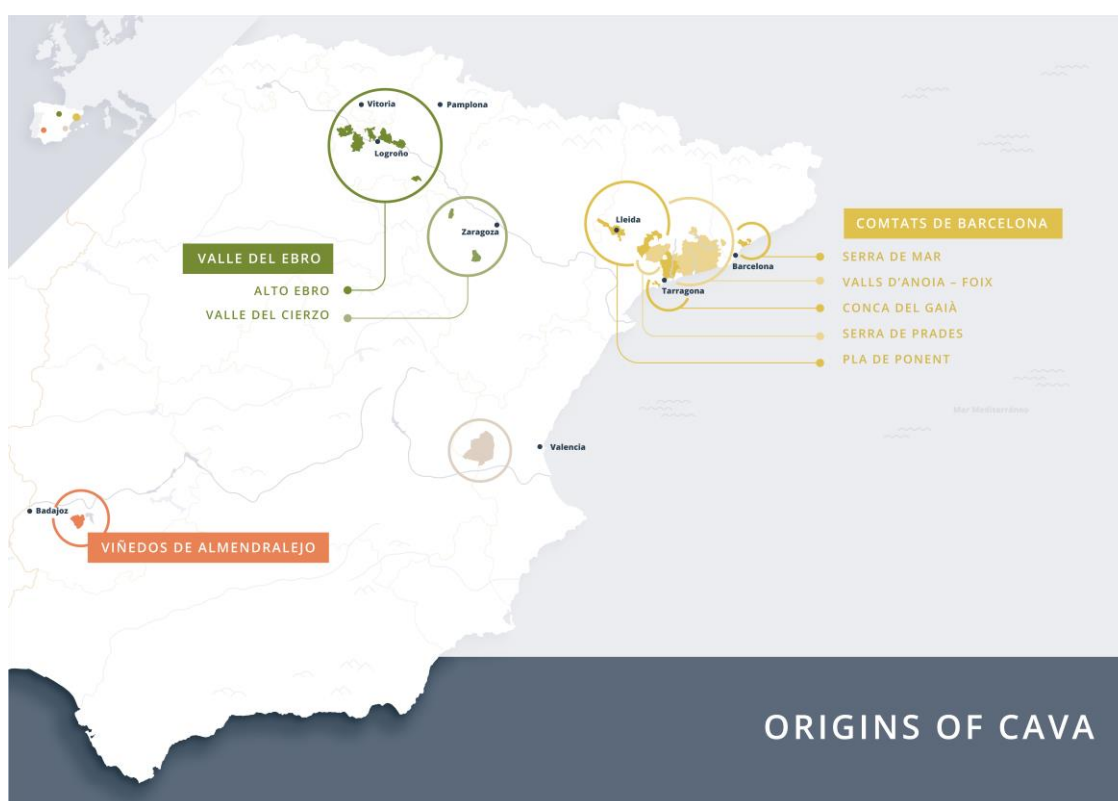 Vitoria
Pamplona
Logroño
Zaragoza
VALLE DEL EBRO
ALTO EBRO
VALLE DEL CIERZO
Lleida
Barcelona
Tarragona
COMTATS DE BARCELONA
SERRA DE MAR
VALLS D'ANOIA – FOIX
CONCA DEL GAIÀ
SERRA DE PRADES
PLA DE PONENT
Mar Mediterráneo
Valencia
Badajoz
VIÑEDOS DE ALMENDRALEJO
ORIGINS OF CAVA